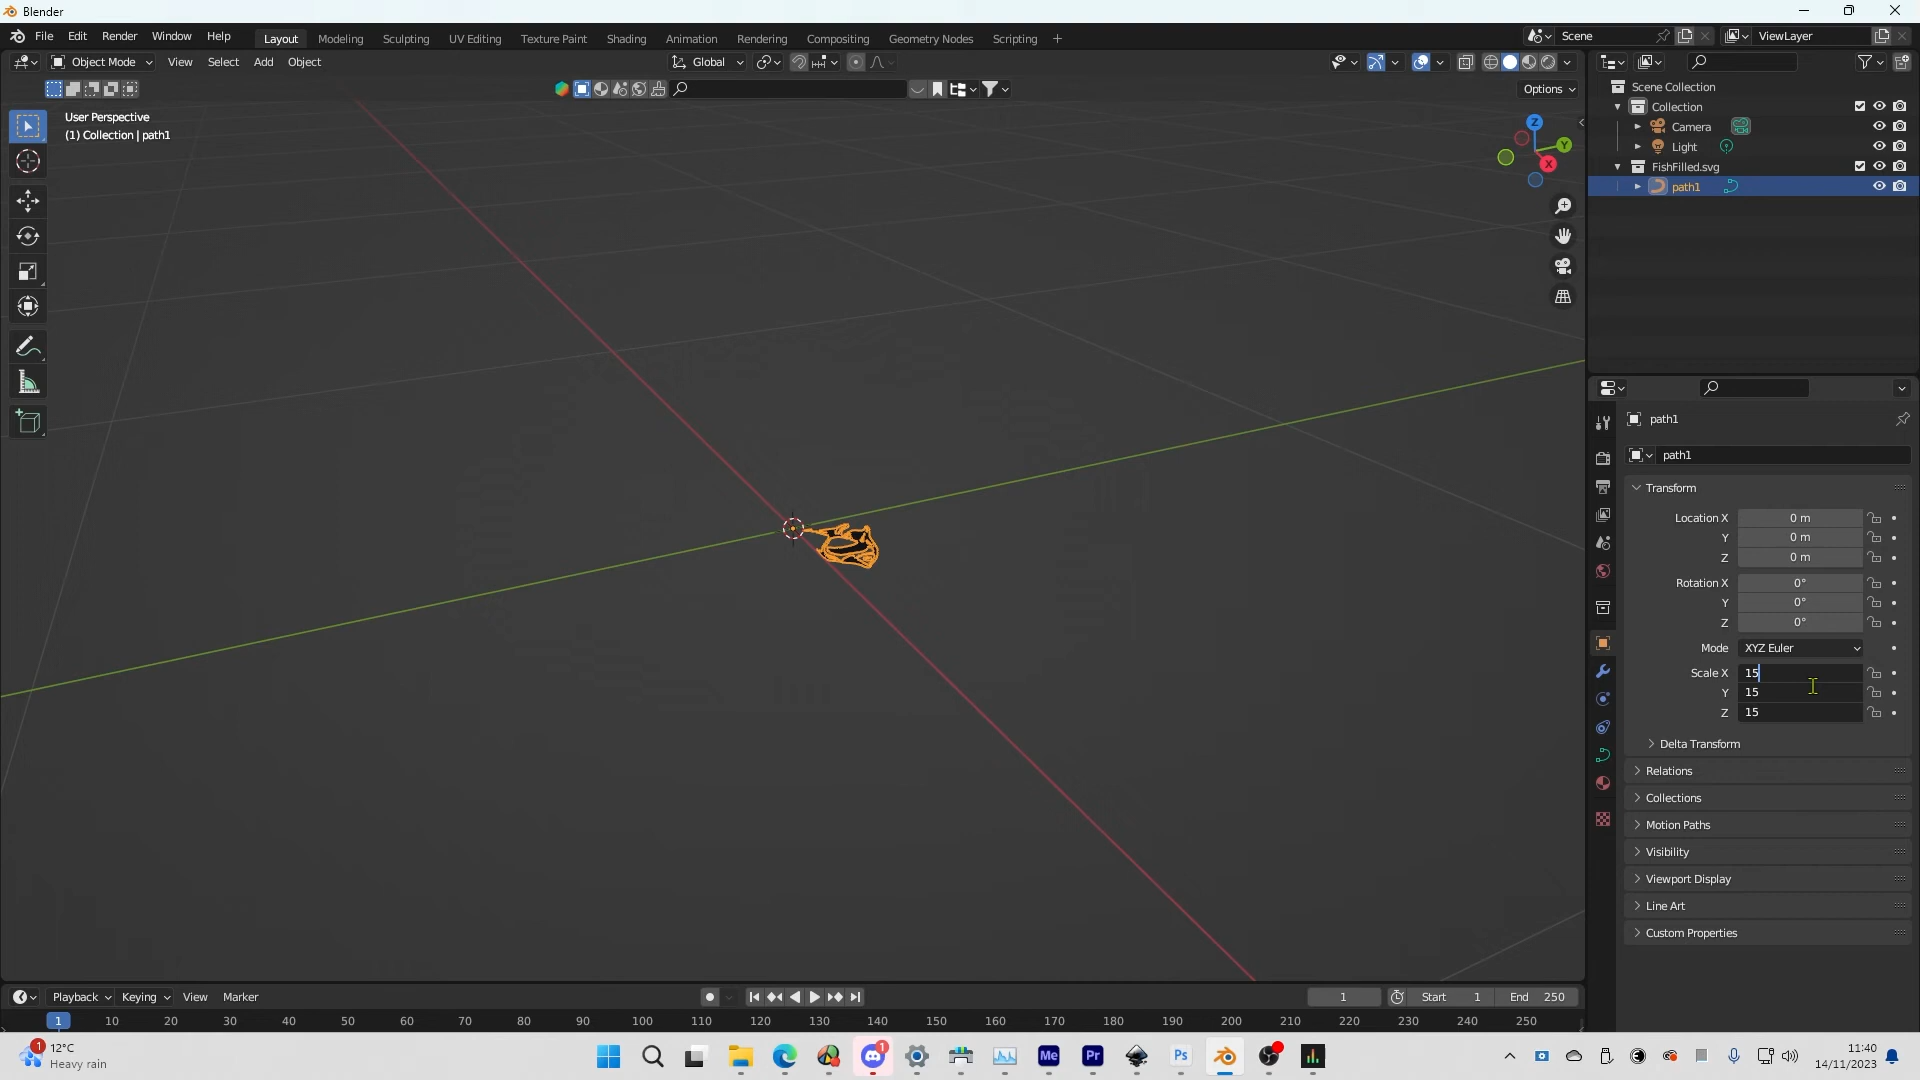 Blender
File Edit Render Window Help Layout Modeling Sculpting UV Editing Texture Paint Shading Animation Rendering Compositing Geometry Nodes Scripting + Scene ViewLayer
Object Mode View Select Add Object Global
Options
User Perspective
(1) Collection | path1
Z
Y
X
Scene Collection
Collection
Camera
Light
FishFilled.svg
path1
path1
path1
Transform
Location X 0 m
Y 0 m
Z 0 m
Rotation X 0°
Y 0°
Z 0°
Mode XYZ Euler
Scale X 15
Y 15
Z 15
Delta Transform
Relations
Collections
Motion Paths
Visibility
Viewport Display
Line Art
Custom Properties
Playback Keying View Marker 1 Start 1 End 250
1 10 20 30 40 50 60 70 80 90 100 110 120 130 140 150 160 170 180 190 200 210 220 230 240 250
1 12°C
Heavy rain
1
Me Pr Ps
11:40
14/11/2023